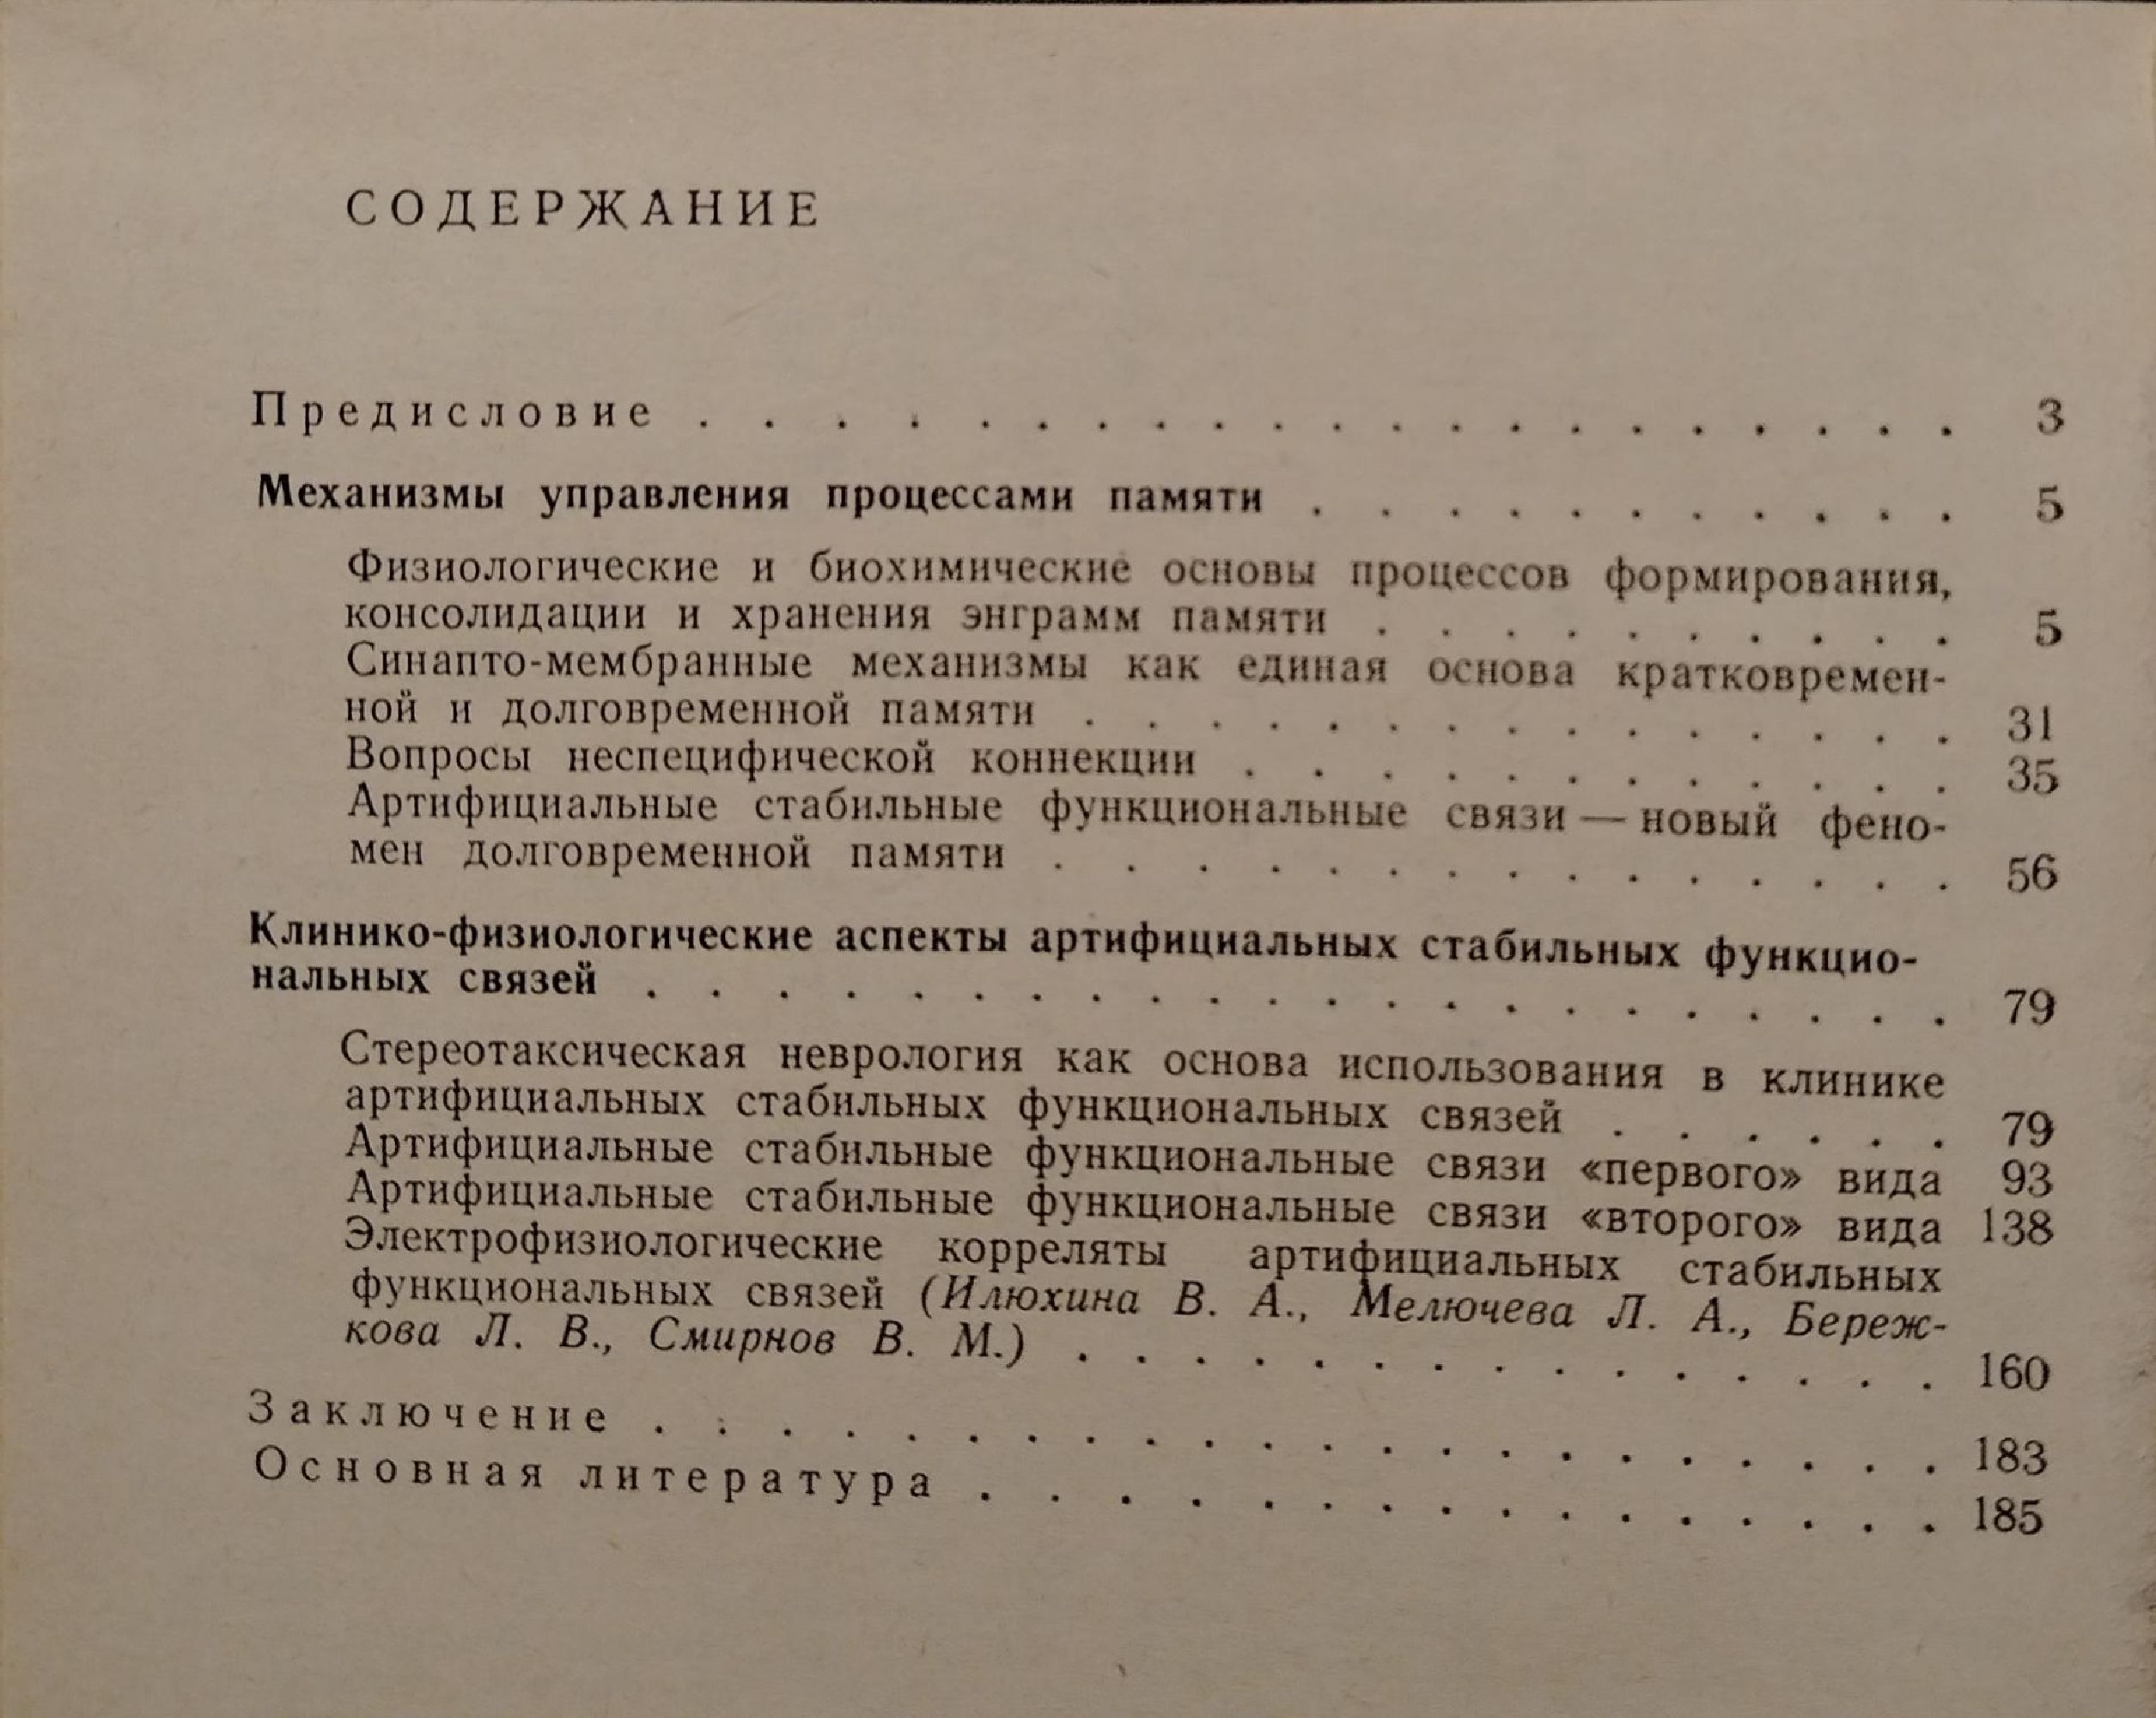 СОДЕРЖАНИЕ
Предисловие . . . . . . . . . . . . . . . . . . . . 3
Механизмы управления процессами памяти . . . . . . . . . . 5
Физиологические и биохимические основы процессов формирования,
консолидации и хранения энграмм памяти . . . . . . . . . . 5
Синапто-мембранные механизмы как единая основа кратковремен-
ной и долговременной памяти . . . . . . . . . . . . . . 31
Вопросы неспецифической коннекции . . . . . . . . . . . . 35
Артифициальные стабильные функциональные связи — новый фено-
мен долговременной памяти . . . . . . . . . . . . . . 56
Клинико-физиологические аспекты артифициальных стабильных функцио-
нальных связей . . . . . . . . . . . . . . . . . . . . 79
Стереотаксическая неврология как основа использования в клинике
артифициальных стабильных функциональных связей . . . . . . 79
Артифициальные стабильные функциональные связи «первого» вида 93
Артифициальные стабильные функциональные связи «второго» вида 138
Электрофизиологические корреляты артифициальных стабильных
функциональных связей (Илюхина В. А., Мелючева Л. А., Береж-
кова Л. В., Смирнов В. М.) . . . . . . . . . . . . . . 160
Заключение . . . . . . . . . . . . . . . . . . . . 183
Основная литература . . . . . . . . . . . . . . . . 185